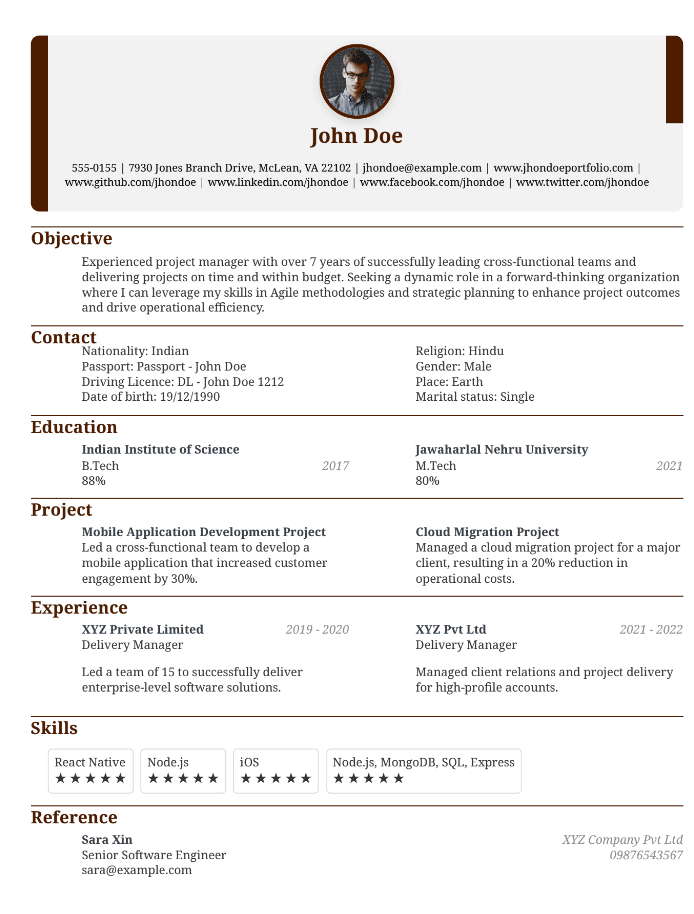 John Doe
555-0155 | 7930 Jones Branch Drive, McLean, VA 22102 | jhondoe@example.com | www.jhondoeportfolio.com |
www.github.com/jhondoe | www.linkedin.com/jhondoe | www.facebook.com/jhondoe | www.twitter.com/jhondoe
Objective
Experienced project manager with over 7 years of successfully leading cross-functional teams and
delivering projects on time and within budget. Seeking a dynamic role in a forward-thinking organization
where I can leverage my skills in Agile methodologies and strategic planning to enhance project outcomes
and drive operational efficiency.
Contact
Nationality: Indian
Passport: Passport - John Doe
Driving Licence: DL - John Doe 1212
Date of birth: 19/12/1990
Religion: Hindu
Gender: Male
Place: Earth
Marital status: Single
Education
Indian Institute of Science
B.Tech 2017
88%
Jawaharlal Nehru University
M.Tech 2021
80%
Project
Mobile Application Development Project
Led a cross-functional team to develop a
mobile application that increased customer
engagement by 30%.
Cloud Migration Project
Managed a cloud migration project for a major
client, resulting in a 20% reduction in
operational costs.
Experience
XYZ Private Limited 2019 - 2020
Delivery Manager
Led a team of 15 to successfully deliver
enterprise-level software solutions.
XYZ Pvt Ltd 2021 - 2022
Delivery Manager
Managed client relations and project delivery
for high-profile accounts.
Skills
React Native
★★★★★
Node.js
★★★★★
iOS
★★★★★
Node.js, MongoDB, SQL, Express
★★★★★
Reference
Sara Xin XYZ Company Pvt Ltd
Senior Software Engineer 09876543567
sara@example.com